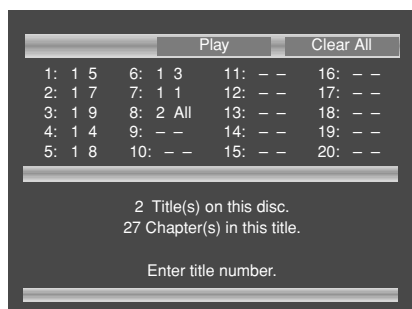 Play Clear All
1: 1 5 6: 1 3 11: – – 16: – –
2: 1 7 7: 1 1 12: – – 17: – –
3: 1 9 8: 2 All 13: – – 18: – –
4: 1 4 9: – – 14: – – 19: – –
5: 1 8 10: – – 15: – – 20: – –
2 Title(s) on this disc.
27 Chapter(s) in this title.
Enter title number.